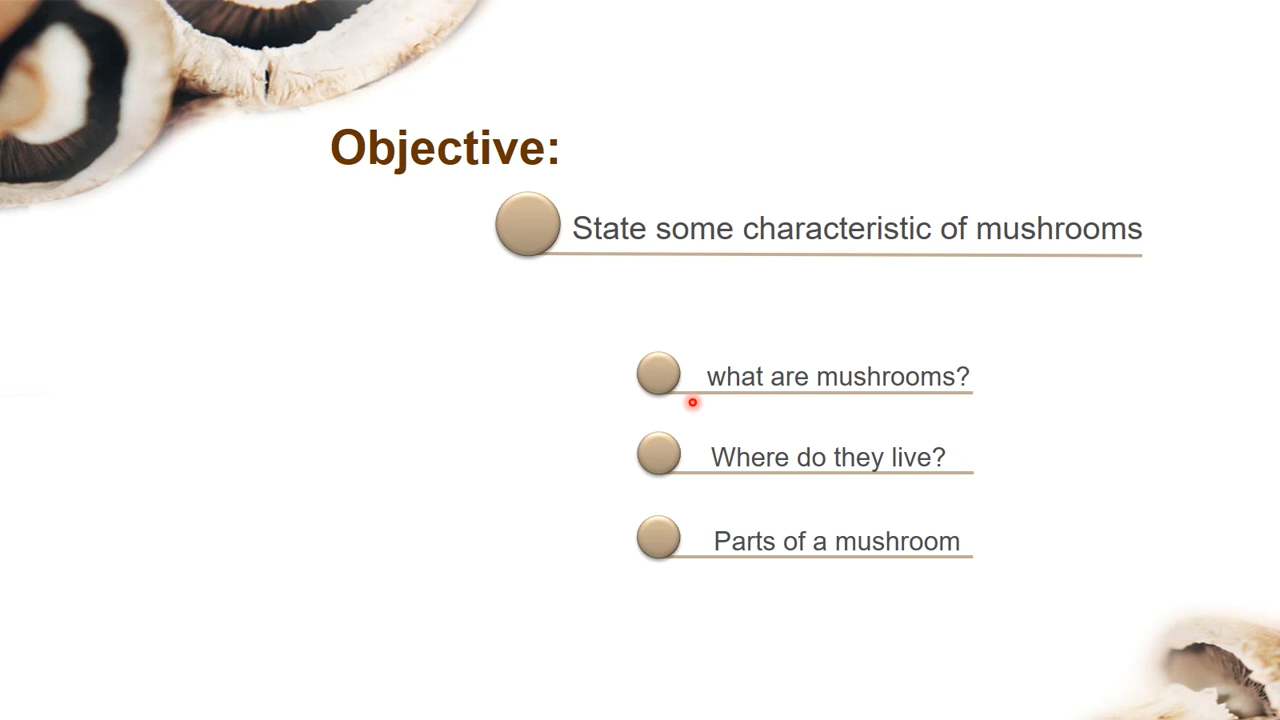 Objective:
State some characteristic of mushrooms
what are mushrooms?
Where do they live?
Parts of a mushroom